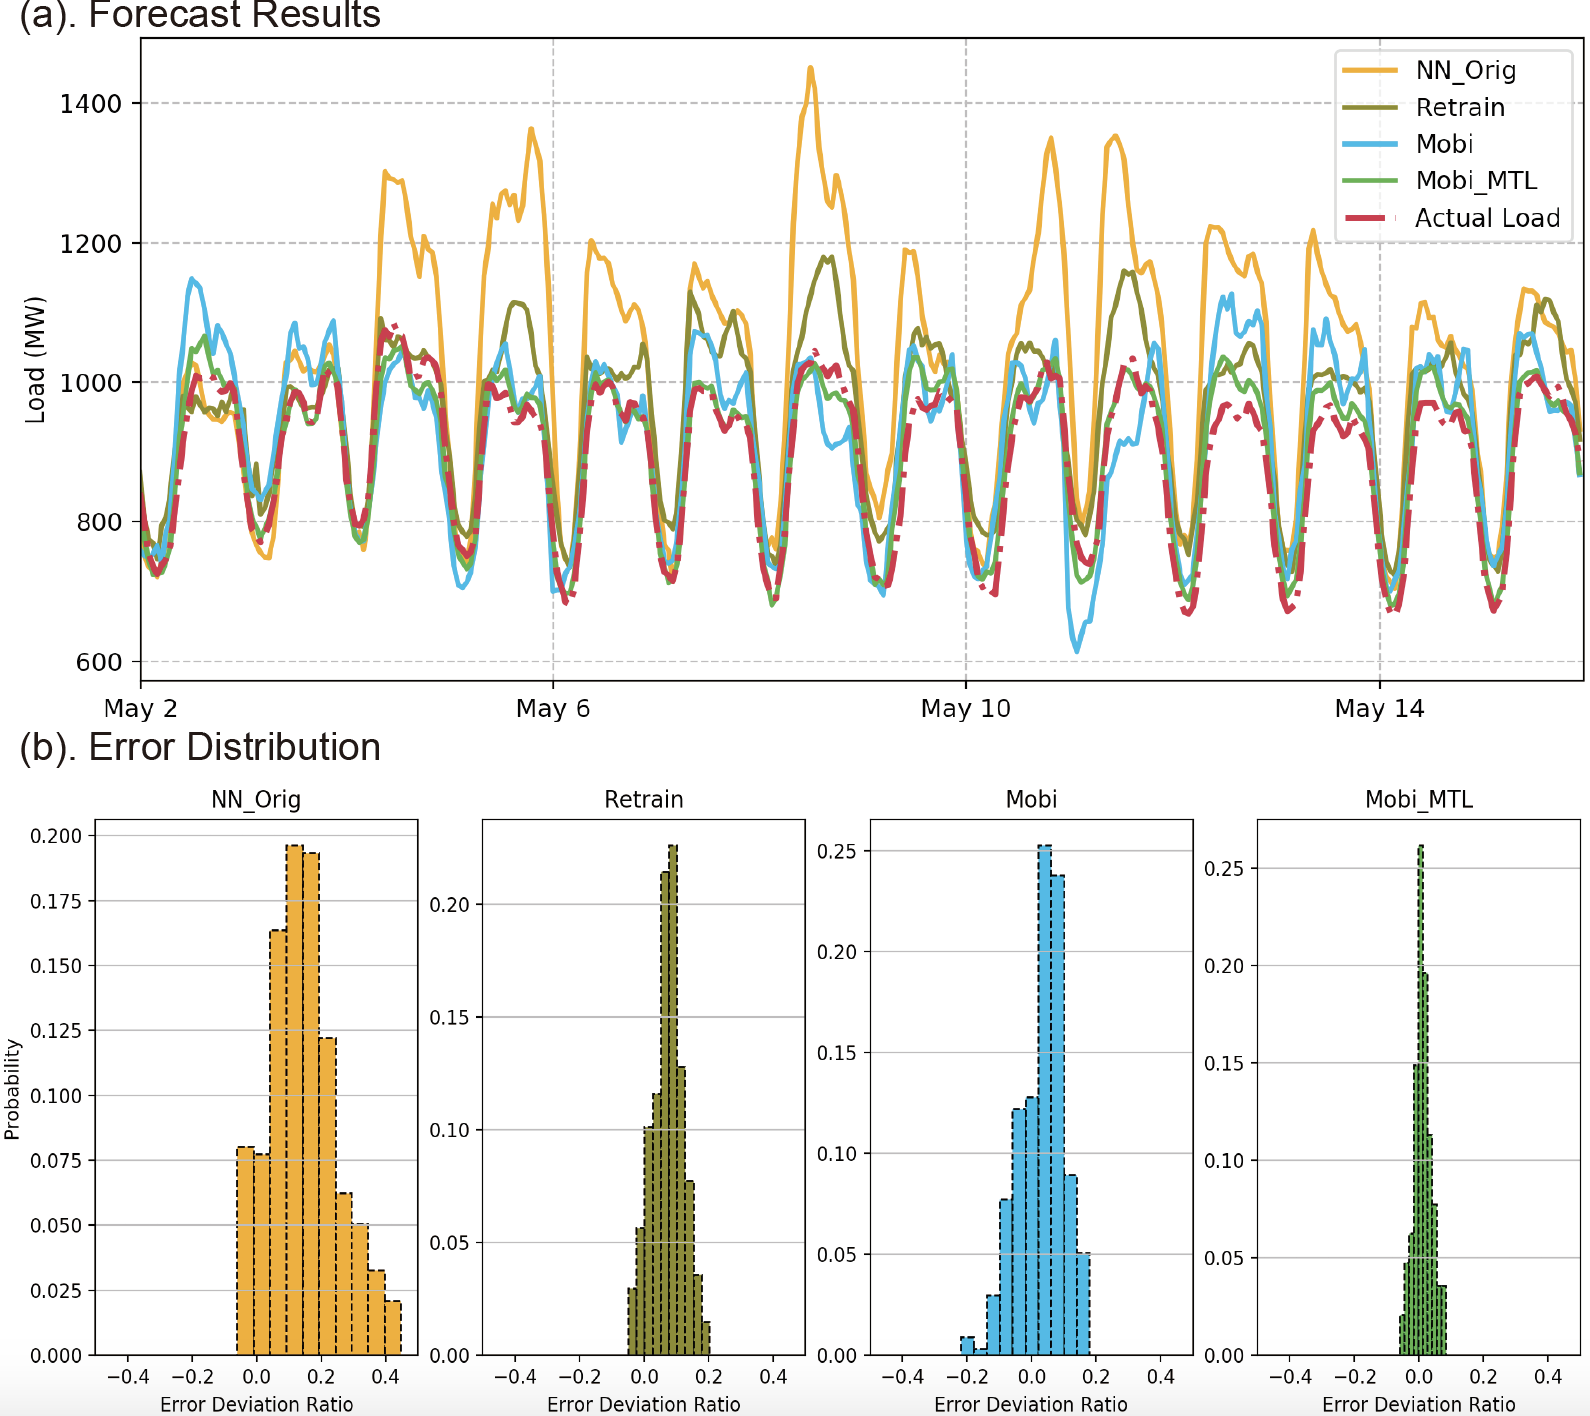 (a). Forecast Results
1400
1200
1000
800
600
Load (MW)
NN_Orig
Retrain
Mobi
Mobi_MTL
Actual Load
May 2
May 6
May 10
May 14
(b). Error Distribution
NN_Orig
Retrain
Mobi
Mobi_MTL
Probability
0.200
0.175
0.150
0.125
0.100
0.075
0.050
0.025
0.000
0.20
0.15
0.10
0.05
0.00
0.25
0.20
0.15
0.10
0.05
0.00
0.25
0.20
0.15
0.10
0.05
0.00
−0.4 −0.2 0.0 0.2 0.4
−0.4 −0.2 0.0 0.2 0.4
−0.4 −0.2 0.0 0.2 0.4
−0.4 −0.2 0.0 0.2 0.4
Error Deviation Ratio
Error Deviation Ratio
Error Deviation Ratio
Error Deviation Ratio